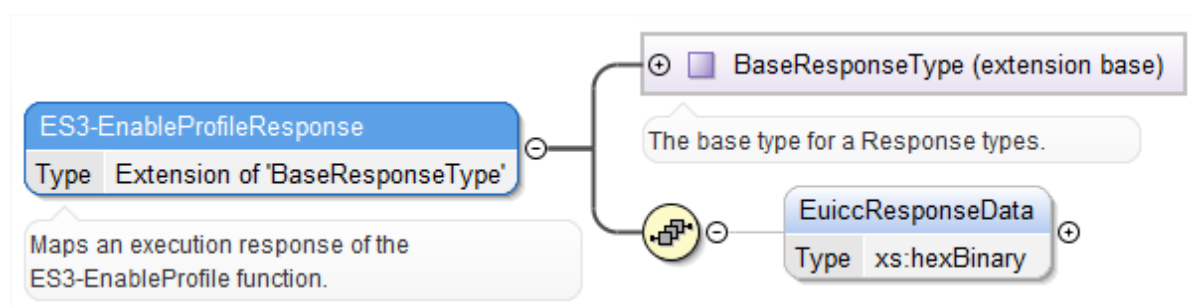 BaseResponseType (extension base)
ES3-EnableProfileResponse
The base type for a Response types.
Type Extension of 'BaseResponseType'
EuiccResponseData
Maps an execution response of the
ES3-EnableProfile function.
Type xs:hexBinary